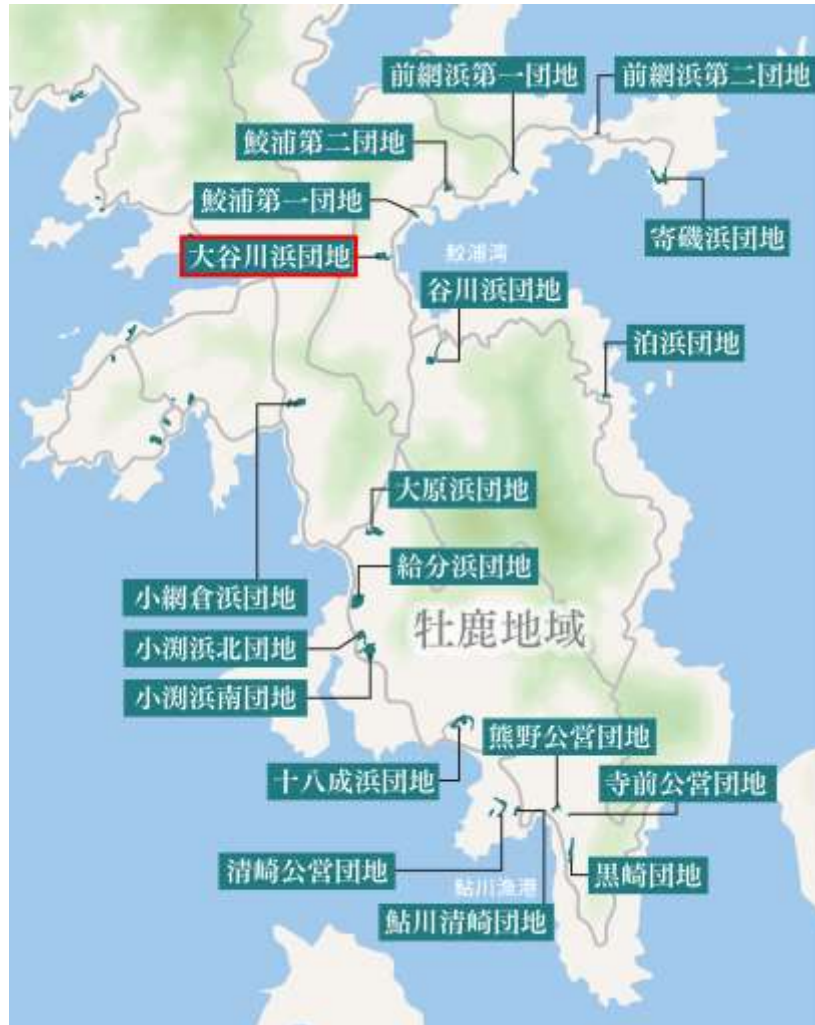 前網浜第一団地
前網浜第二団地
鮫浦第二団地
鮫浦第一団地
寄磯浜団地
大谷川浜団地
鮫浦湾
谷川浜団地
泊浜団地
大原浜団地
給分浜団地
小網倉浜団地
牡鹿地域
小渕浜北団地
小渕浜南団地
熊野公営団地
十八成浜団地
寺前公営団地
清崎公営団地
黒崎団地
鮎川漁港
鮎川清崎団地